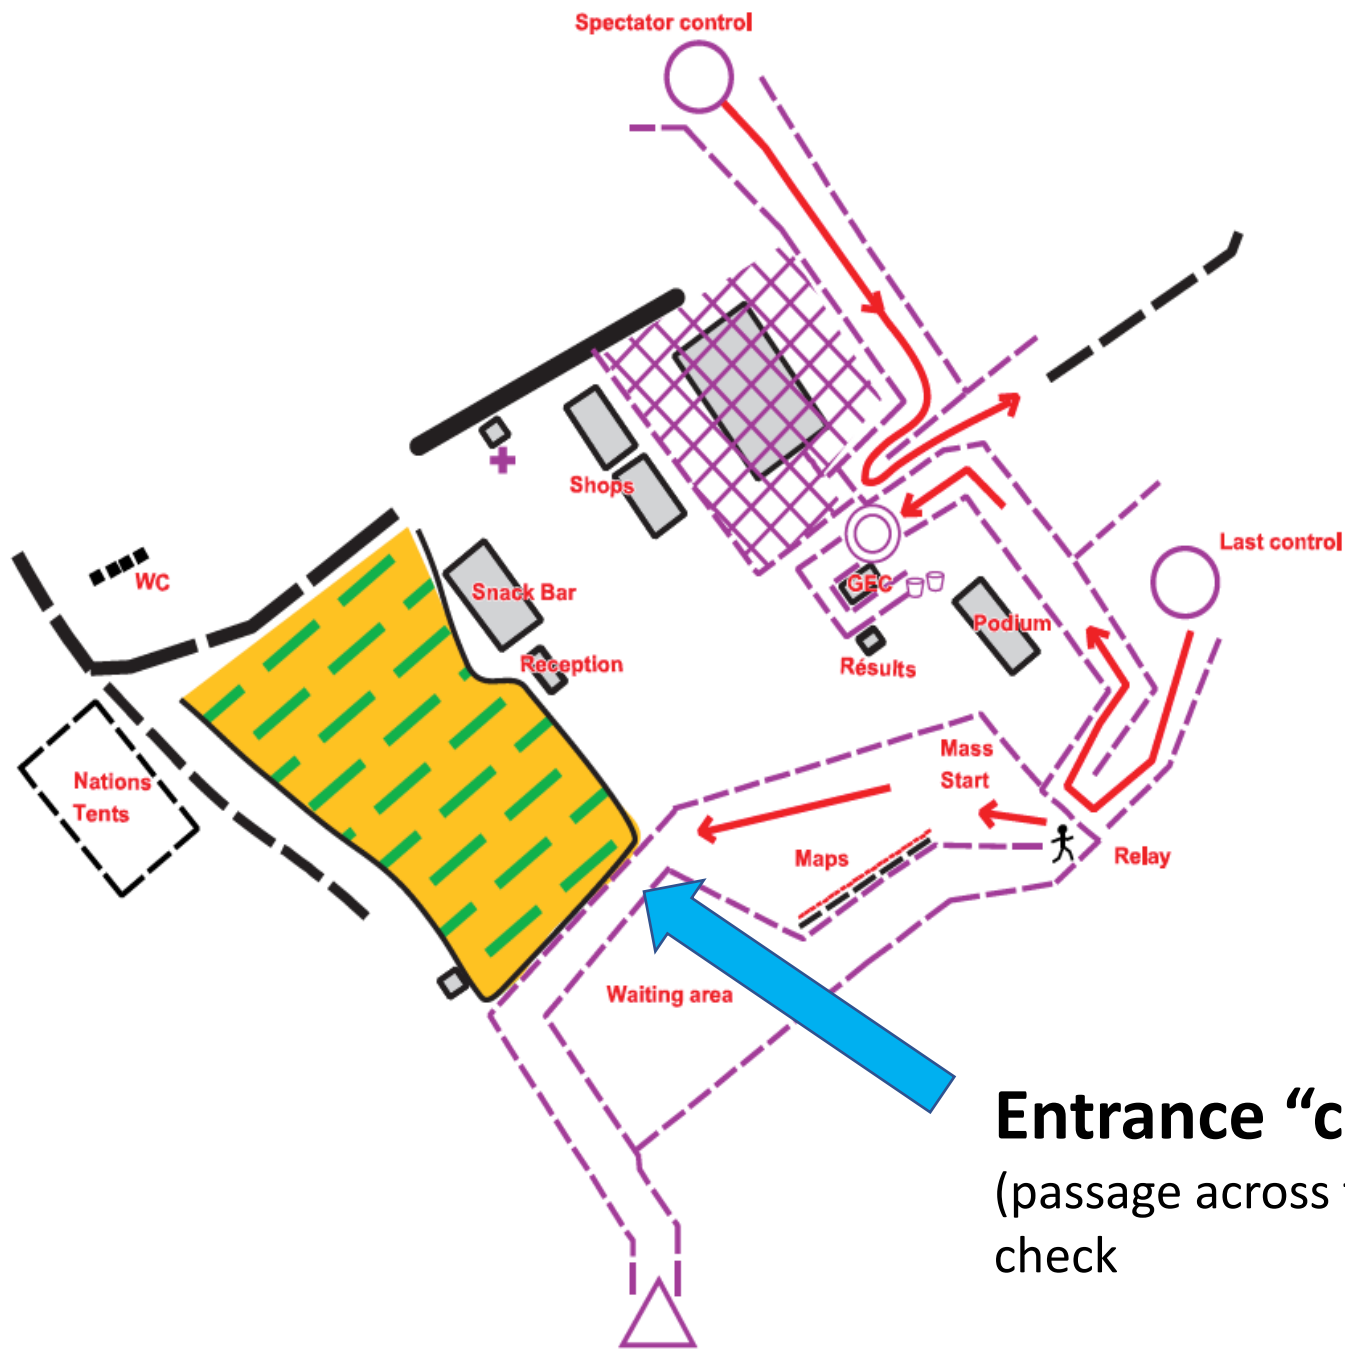 Spectator control
Shops
Last control
WC
Snack Bar
GEC
Podium
Reception
Résults
Nations
Tents
Mass
Start
Maps
Relay
Waiting area
Entrance “c
(passage across
check